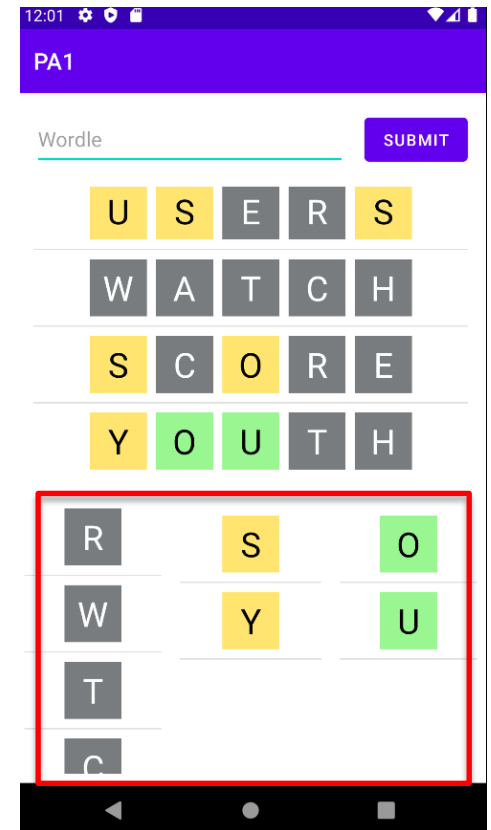 12:01
PA1
Wordle SUBMIT
U S E R S
W A T C H
S C O R E
Y O U T H
R S O
W Y U
T
C